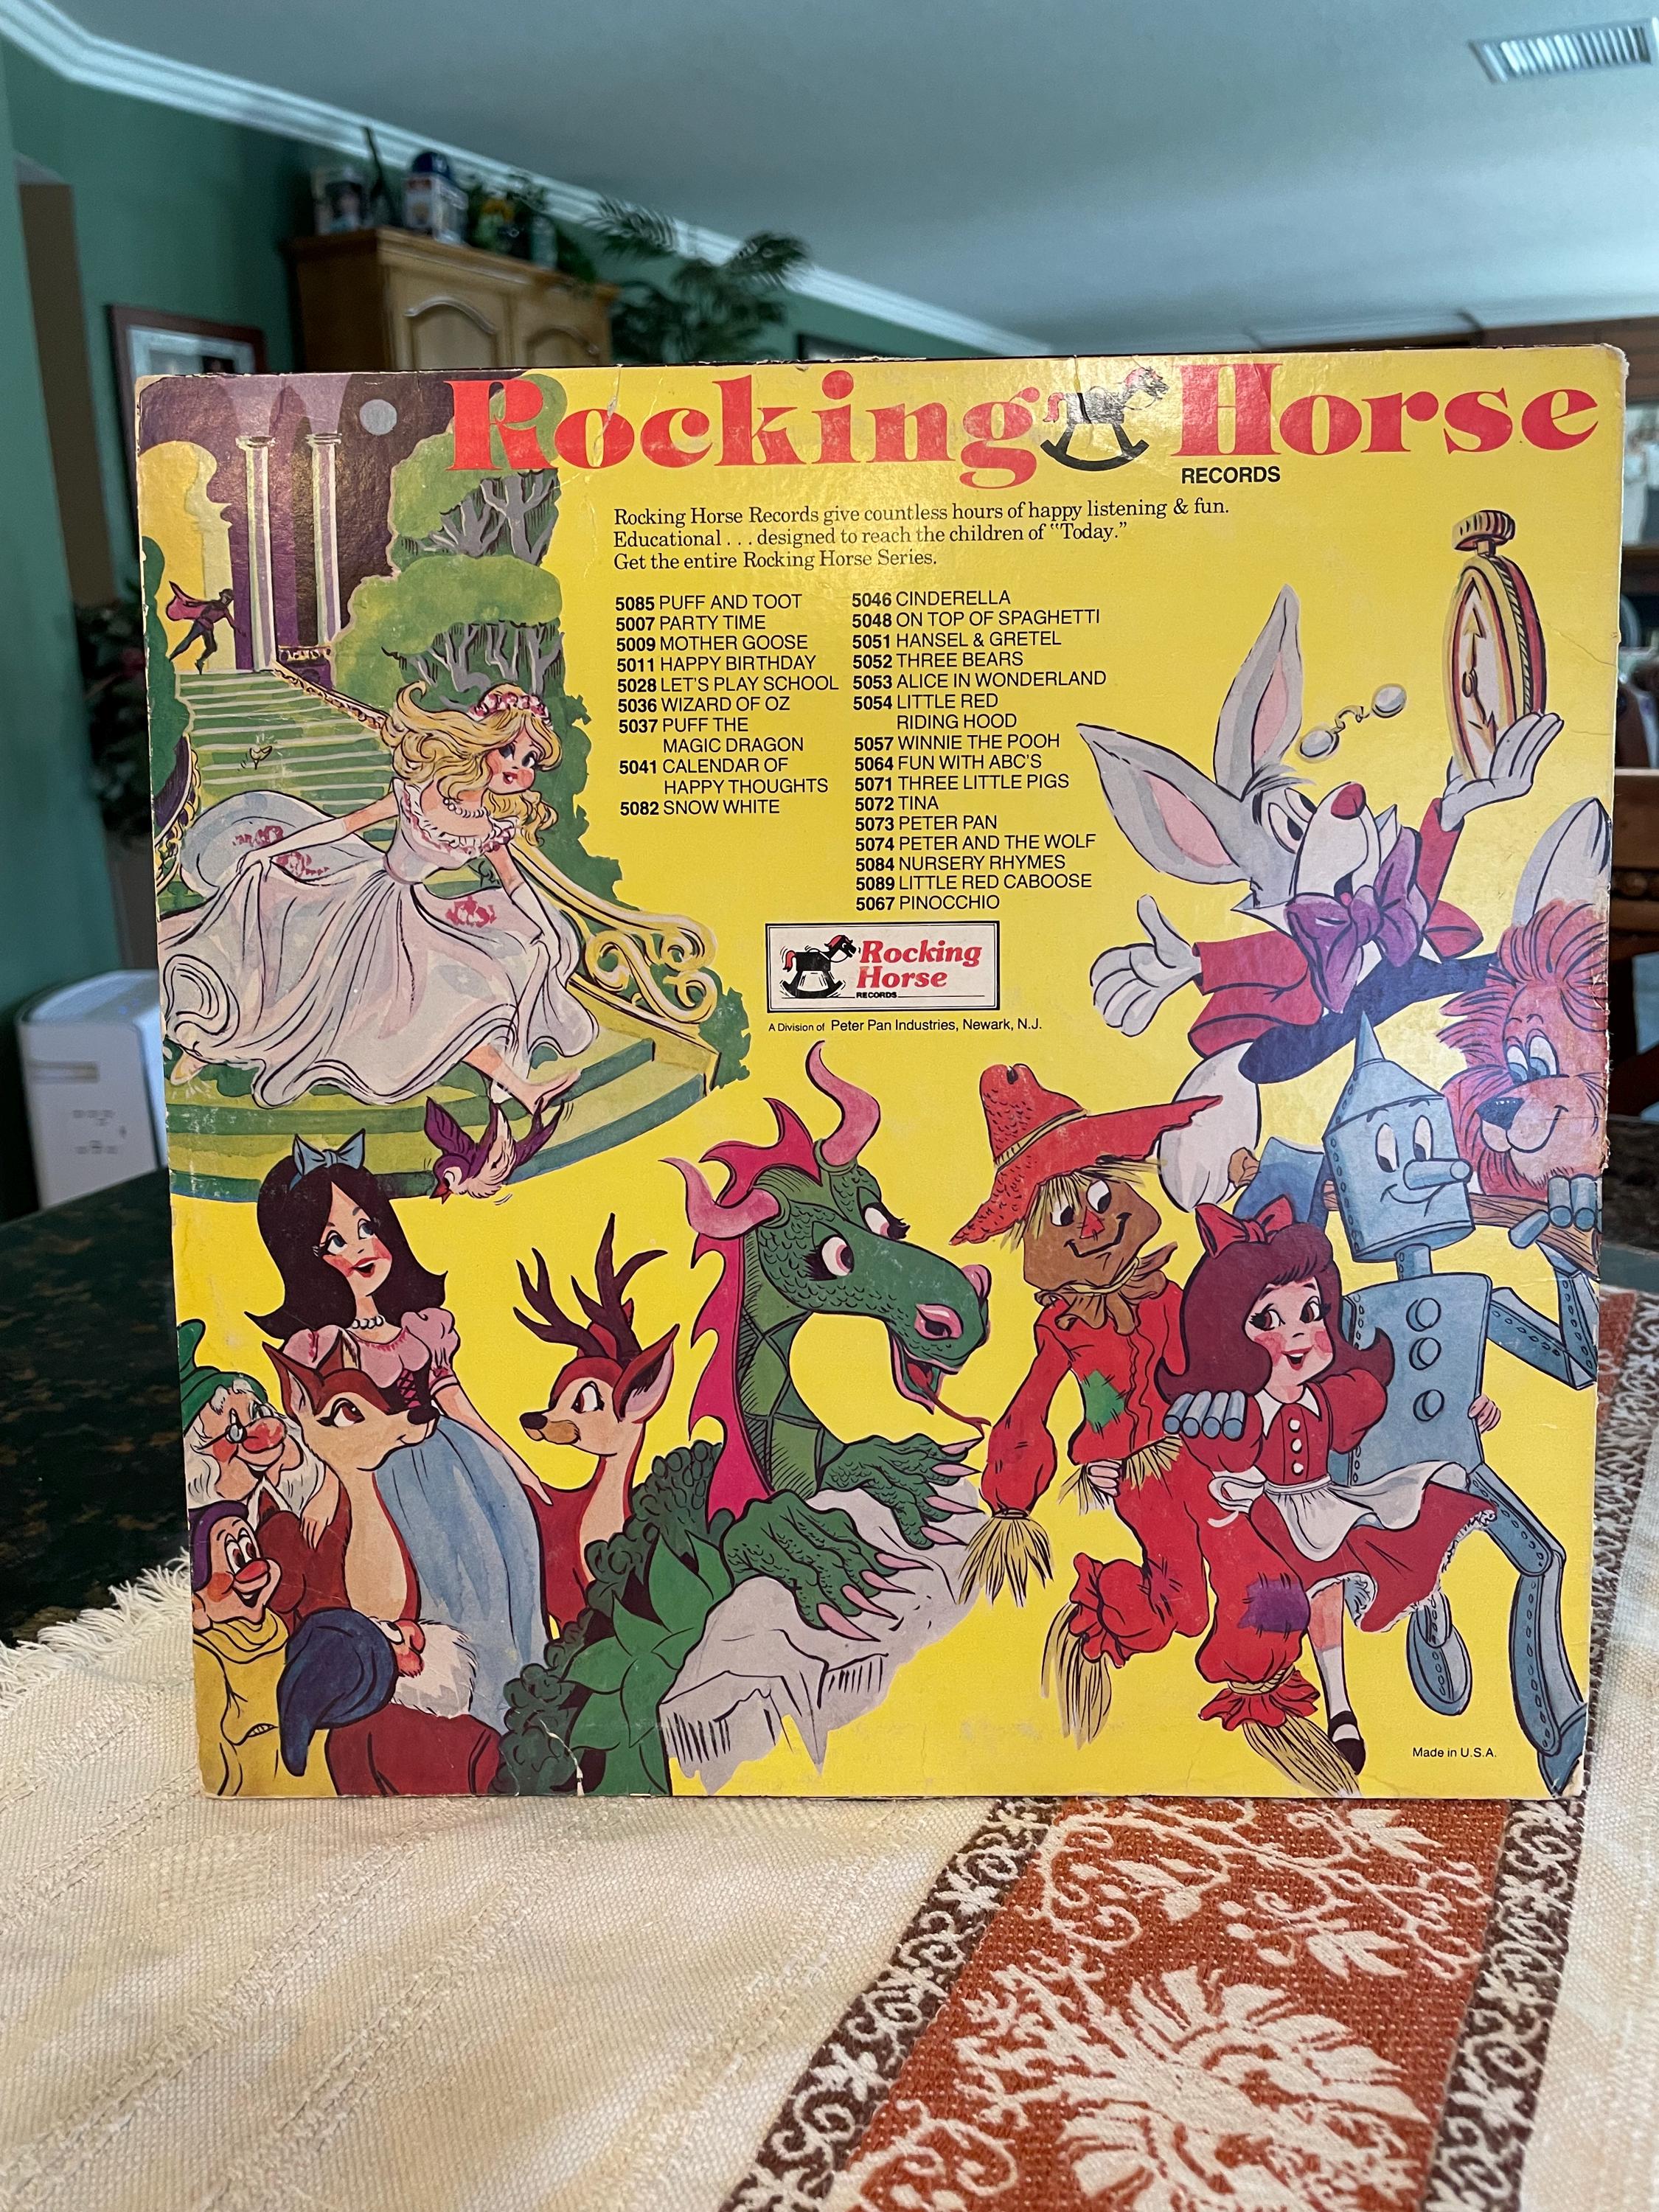 Rocking Horse
RECORDS
Rocking Horse Records give countless hours of happy listening & fun.
Educational . . . designed to reach the children of "Today."
Get the entire Rocking Horse Series.
5085 PUFF AND TOOT
5007 PARTY TIME
5009 MOTHER GOOSE
5011 HAPPY BIRTHDAY
5028 LET'S PLAY SCHOOL
5036 WIZARD OF OZ
5037 PUFF THE
MAGIC DRAGON
5041 CALENDAR OF
HAPPY THOUGHTS
5082 SNOW WHITE
5046 CINDERELLA
5048 ON TOP OF SPAGHETTI
5051 HANSEL & GRETEL
5052 THREE BEARS
5053 ALICE IN WONDERLAND
5054 LITTLE RED
RIDING HOOD
5057 WINNIE THE POOH
5064 FUN WITH ABC'S
5071 THREE LITTLE PIGS
5072 TINA
5073 PETER PAN
5074 PETER AND THE WOLF
5084 NURSERY RHYMES
5089 LITTLE RED CABOOSE
5067 PINOCCHIO
Rocking
Horse
RECORDS
A Division of Peter Pan Industries, Newark, N.J.
Made in U.S.A.